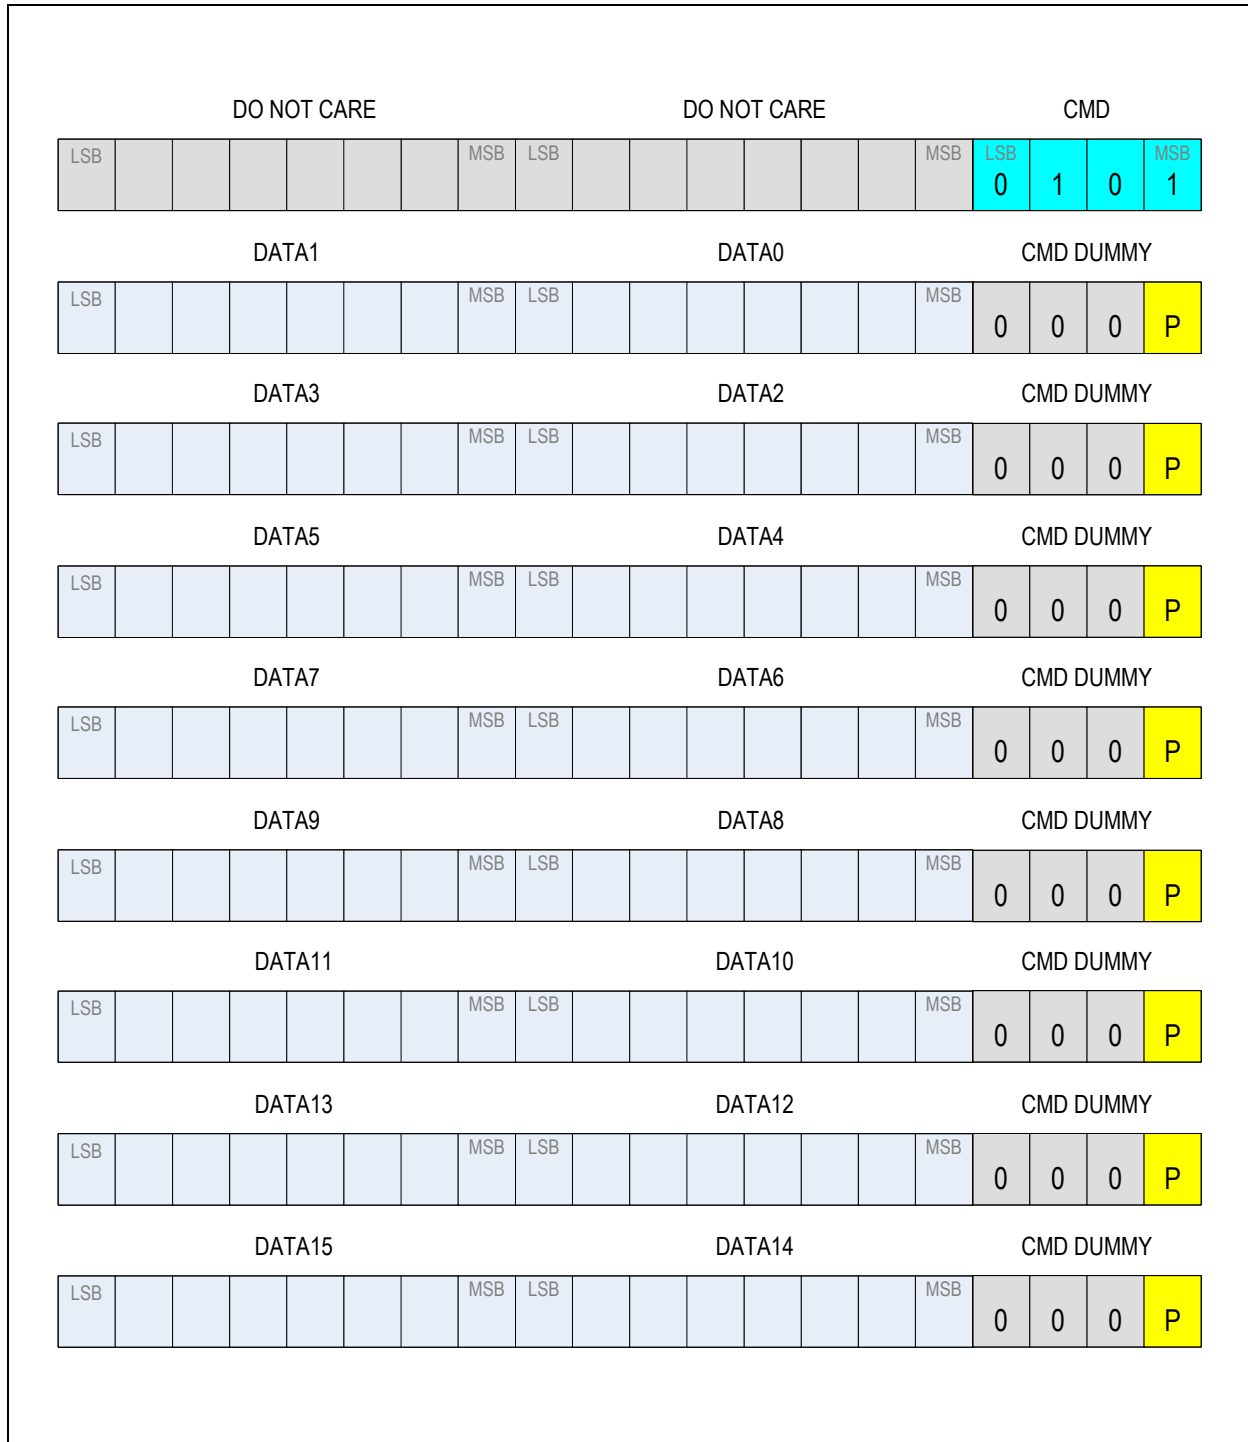 DO NOT CARE DO NOT CARE CMD
LSB MSB LSB MSB LSB MSB
0 1 0 1
DATA1 DATA0 CMD DUMMY
LSB MSB LSB MSB
0 0 0 P
DATA3 DATA2 CMD DUMMY
LSB MSB LSB MSB
0 0 0 P
DATA5 DATA4 CMD DUMMY
LSB MSB LSB MSB
0 0 0 P
DATA7 DATA6 CMD DUMMY
LSB MSB LSB MSB
0 0 0 P
DATA9 DATA8 CMD DUMMY
LSB MSB LSB MSB
0 0 0 P
DATA11 DATA10 CMD DUMMY
LSB MSB LSB MSB
0 0 0 P
DATA13 DATA12 CMD DUMMY
LSB MSB LSB MSB
0 0 0 P
DATA15 DATA14 CMD DUMMY
LSB MSB LSB MSB
0 0 0 P